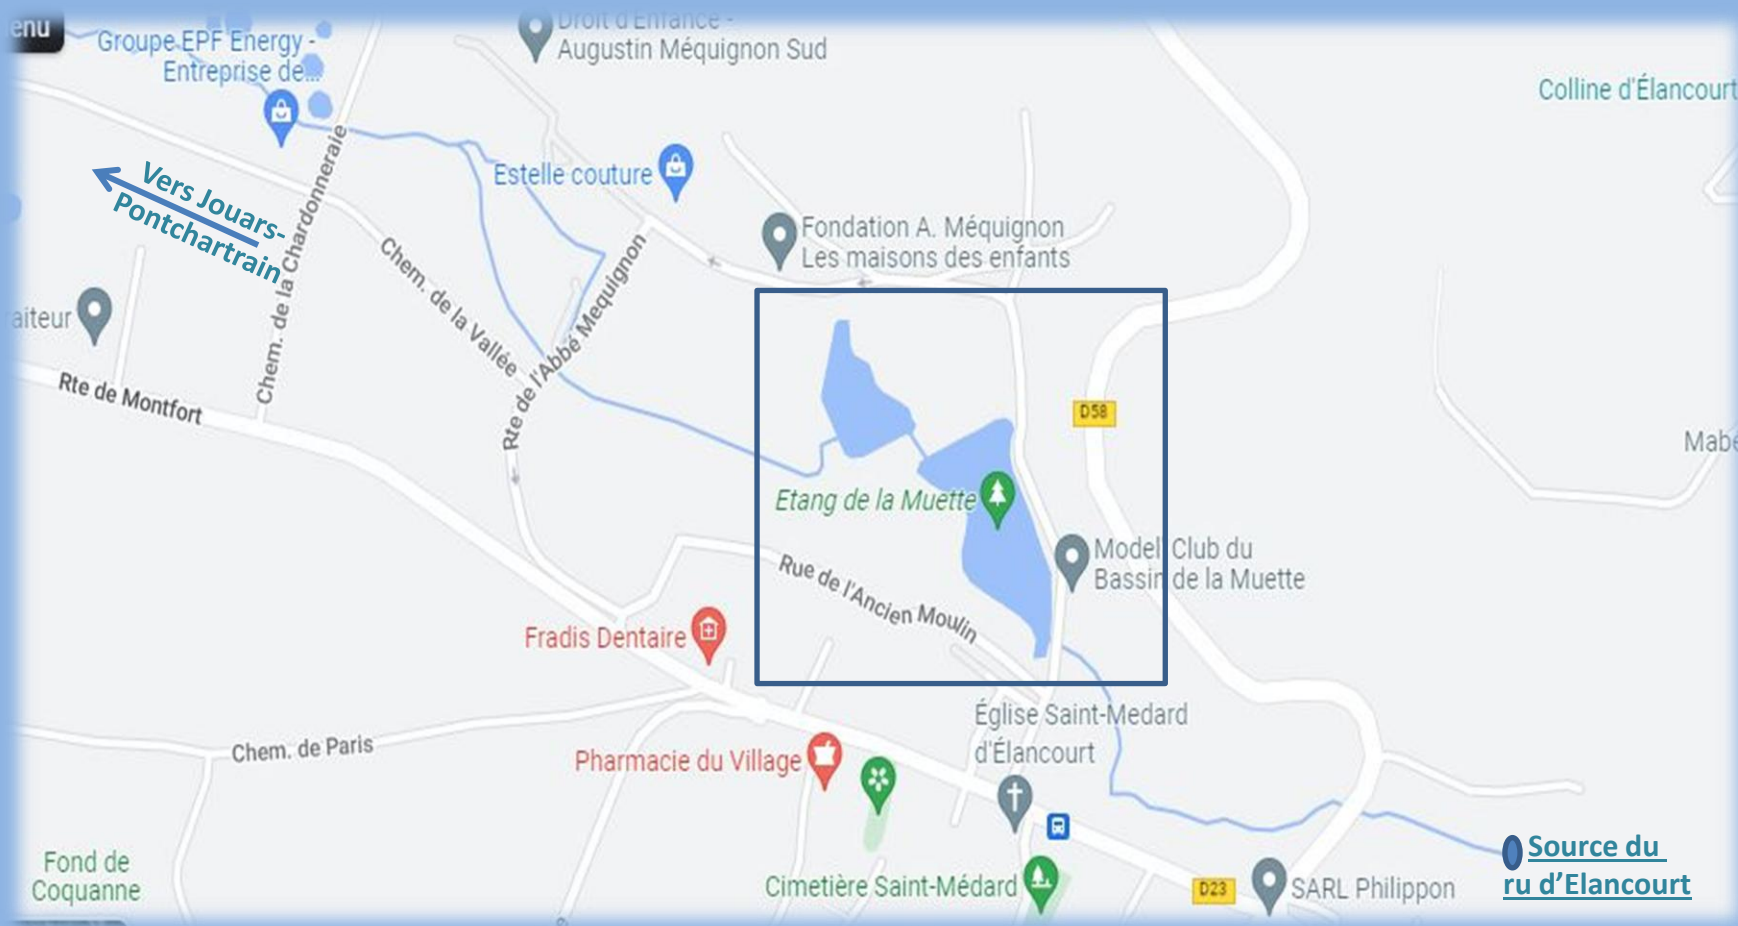 enu
Groupe EPF Energy -
Entreprise de...
Droit d'Enfance -
Augustin Méquignon Sud
Colline d'Élancourt
Estelle couture
Vers Jouars-
Pontchartrain
Chem. de la Chardonneraie
Fondation A. Méquignon
Les maisons des enfants
Chem. de la Vallée
Rte de l'Abbé Mequignon
aiteur
Rte de Montfort
D58
Etang de la Muette
Model Club du
Bassin de la Muette
Rue de l'Ancien Moulin
Fradis Dentaire
Église Saint-Medard
d'Élancourt
Chem. de Paris
Pharmacie du Village
Fond de
Coquanne
Cimetière Saint-Médard
D23
SARL Philippon
Source du
ru d’Elancourt